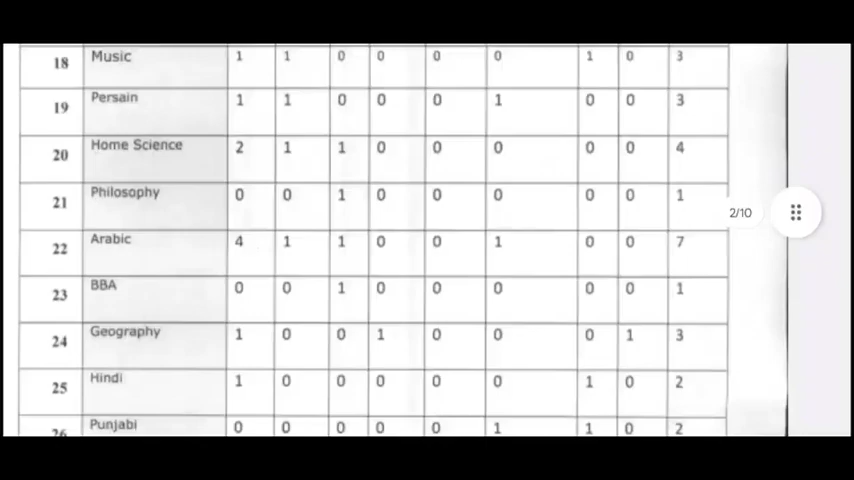 18 Music 1 1 0 0 0 0 1 0 3
19 Persain 1 1 0 0 0 1 0 0 3
20 Home Science 2 1 1 0 0 0 0 0 4
21 Philosophy 0 0 1 0 0 0 0 0 1
2/10
22 Arabic 4 1 1 0 0 1 0 0 7
23 BBA 0 0 1 0 0 0 0 0 1
24 Geography 1 0 0 1 0 0 0 1 3
25 Hindi 1 0 0 0 0 0 1 0 2
26 Punjabi 0 0 0 0 0 1 1 0 2